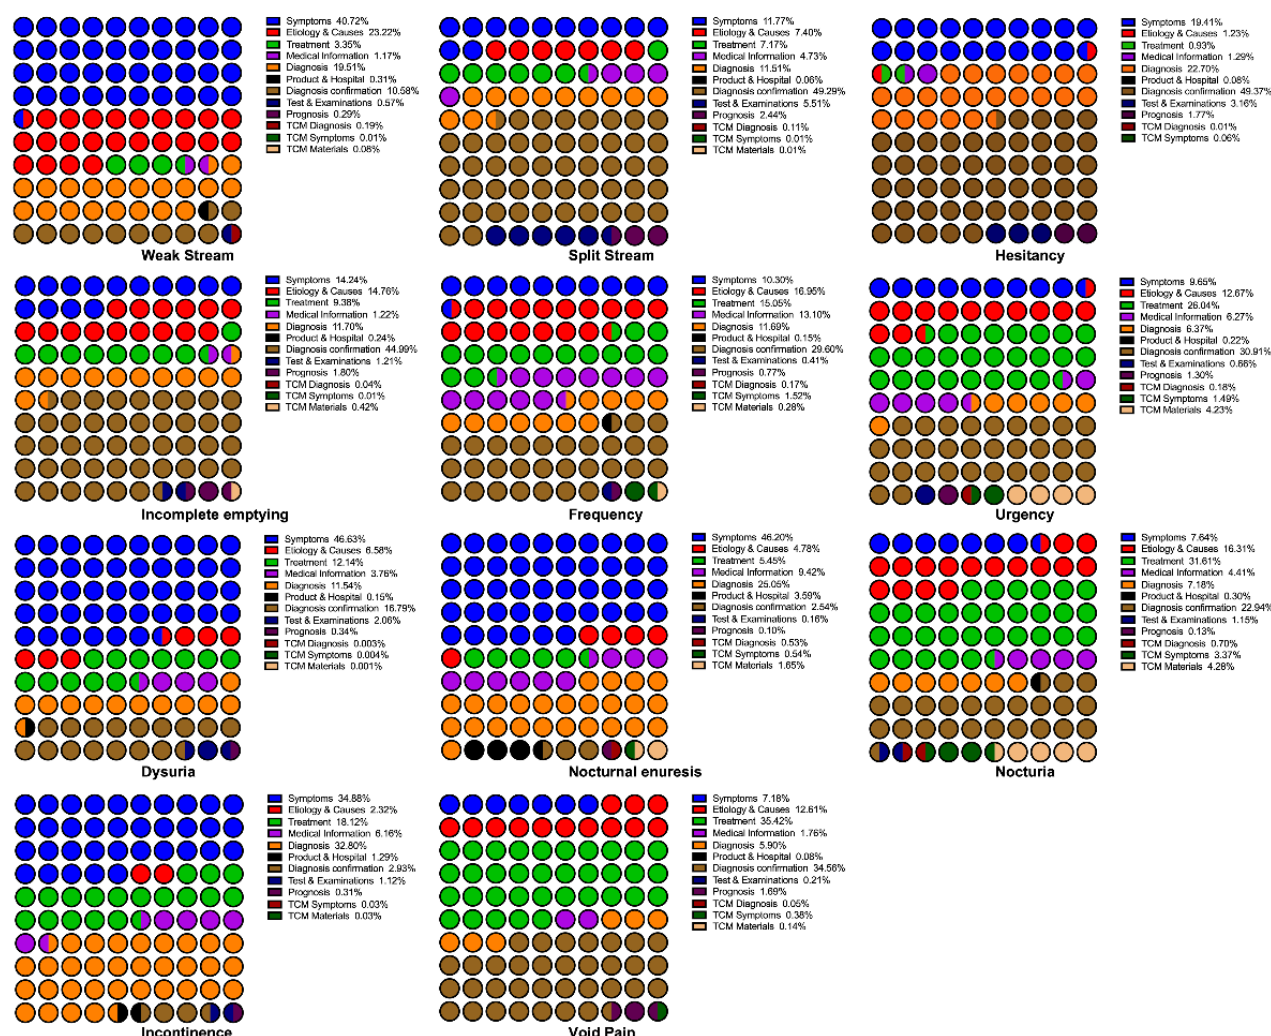 Symptoms 40.72%
Etiology & Causes 23.22%
Treatment 3.35%
Medical Information 1.17%
Diagnosis 19.51%
Product & Hospital 0.31%
Diagnosis confirmation 10.58%
Test & Examinations 0.57%
Prognosis 0.29%
TCM Diagnosis 0.19%
TCM Symptoms 0.01%
TCM Materials 0.08%
Weak Stream
Symptoms 11.77%
Etiology & Causes 7.40%
Treatment 7.17%
Medical Information 4.73%
Diagnosis 11.51%
Product & Hospital 0.06%
Diagnosis confirmation 49.29%
Test & Examinations 5.51%
Prognosis 2.44%
TCM Diagnosis 0.11%
TCM Symptoms 0.01%
TCM Materials 0.01%
Split Stream
Symptoms 19.41%
Etiology & Causes 1.23%
Treatment 0.93%
Medical Information 1.29%
Diagnosis 22.70%
Product & Hospital 0.08%
Diagnosis confirmation 49.37%
Test & Examinations 3.16%
Prognosis 1.77%
TCM Diagnosis 0.01%
TCM Symptoms 0.06%
Hesitancy
Symptoms 14.24%
Etiology & Causes 14.76%
Treatment 9.38%
Medical Information 1.22%
Diagnosis 11.70%
Product & Hospital 0.24%
Diagnosis confirmation 44.99%
Test & Examinations 1.21%
Prognosis 1.80%
TCM Diagnosis 0.04%
TCM Symptoms 0.01%
TCM Materials 0.42%
Incomplete emptying
Symptoms 10.30%
Etiology & Causes 16.95%
Treatment 15.05%
Medical Information 13.10%
Diagnosis 11.69%
Product & Hospital 0.15%
Diagnosis confirmation 29.60%
Test & Examinations 0.41%
Prognosis 0.77%
TCM Diagnosis 0.17%
TCM Symptoms 1.52%
TCM Materials 0.28%
Frequency
Symptoms 9.65%
Etiology & Causes 12.67%
Treatment 26.04%
Medical Information 6.27%
Diagnosis 6.37%
Product & Hospital 0.22%
Diagnosis confirmation 30.91%
Test & Examinations 0.66%
Prognosis 1.30%
TCM Diagnosis 0.18%
TCM Symptoms 1.49%
TCM Materials 4.23%
Urgency
Symptoms 46.63%
Etiology & Causes 6.58%
Treatment 12.14%
Medical Information 3.76%
Diagnosis 11.54%
Product & Hospital 0.15%
Diagnosis confirmation 16.79%
Test & Examinations 2.06%
Prognosis 0.34%
TCM Diagnosis 0.003%
TCM Symptoms 0.004%
TCM Materials 0.001%
Dysuria
Symptoms 46.20%
Etiology & Causes 4.78%
Treatment 5.45%
Medical Information 9.42%
Diagnosis 25.05%
Product & Hospital 3.59%
Diagnosis confirmation 2.54%
Test & Examinations 0.16%
Prognosis 0.10%
TCM Diagnosis 0.53%
TCM Symptoms 0.54%
TCM Materials 1.65%
Nocturnal enuresis
Symptoms 7.64%
Etiology & Causes 16.31%
Treatment 31.61%
Medical Information 4.41%
Diagnosis 7.18%
Product & Hospital 0.30%
Diagnosis confirmation 22.94%
Test & Examinations 1.15%
Prognosis 0.13%
TCM Diagnosis 0.70%
TCM Symptoms 3.37%
TCM Materials 4.28%
Nocturia
Symptoms 34.88%
Etiology & Causes 2.32%
Treatment 18.12%
Medical Information 6.16%
Diagnosis 32.80%
Product & Hospital 1.29%
Diagnosis confirmation 2.93%
Test & Examinations 1.12%
Prognosis 0.31%
TCM Symptoms 0.03%
TCM Materials 0.03%
Incontinence
Symptoms 7.18%
Etiology & Causes 12.61%
Treatment 35.42%
Medical Information 1.76%
Diagnosis 5.90%
Product & Hospital 0.08%
Diagnosis confirmation 34.56%
Test & Examinations 0.21%
Prognosis 1.69%
TCM Diagnosis 0.05%
TCM Symptoms 0.38%
TCM Materials 0.14%
Void Pain